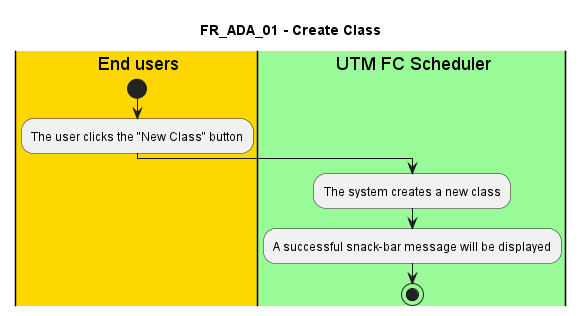 FR_ADA_01 - Create Class
End users
UTM FC Scheduler
The user clicks the "New Class" button
The system creates a new class
A successful snack-bar message will be displayed